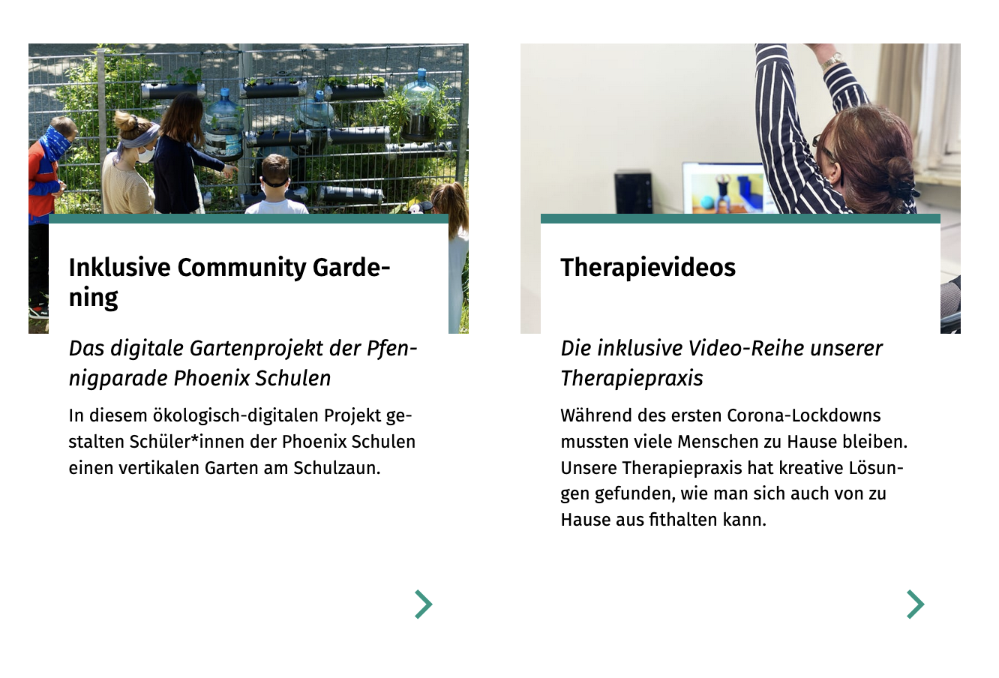 Inklusive Community Garde-
ning
Das digitale Gartenprojekt der Pfen-
nigparade Phoenix Schulen
In diesem ökologisch-digitalen Projekt ge-
stalten Schüler*innen der Phoenix Schulen
einen vertikalen Garten am Schulzaun.
Therapievideos
Die inklusive Video-Reihe unserer
Therapiepraxis
Während des ersten Corona-Lockdowns
mussten viele Menschen zu Hause bleiben.
Unsere Therapiepraxis hat kreative Lösun-
gen gefunden, wie man sich auch von zu
Hause aus fithalten kann.